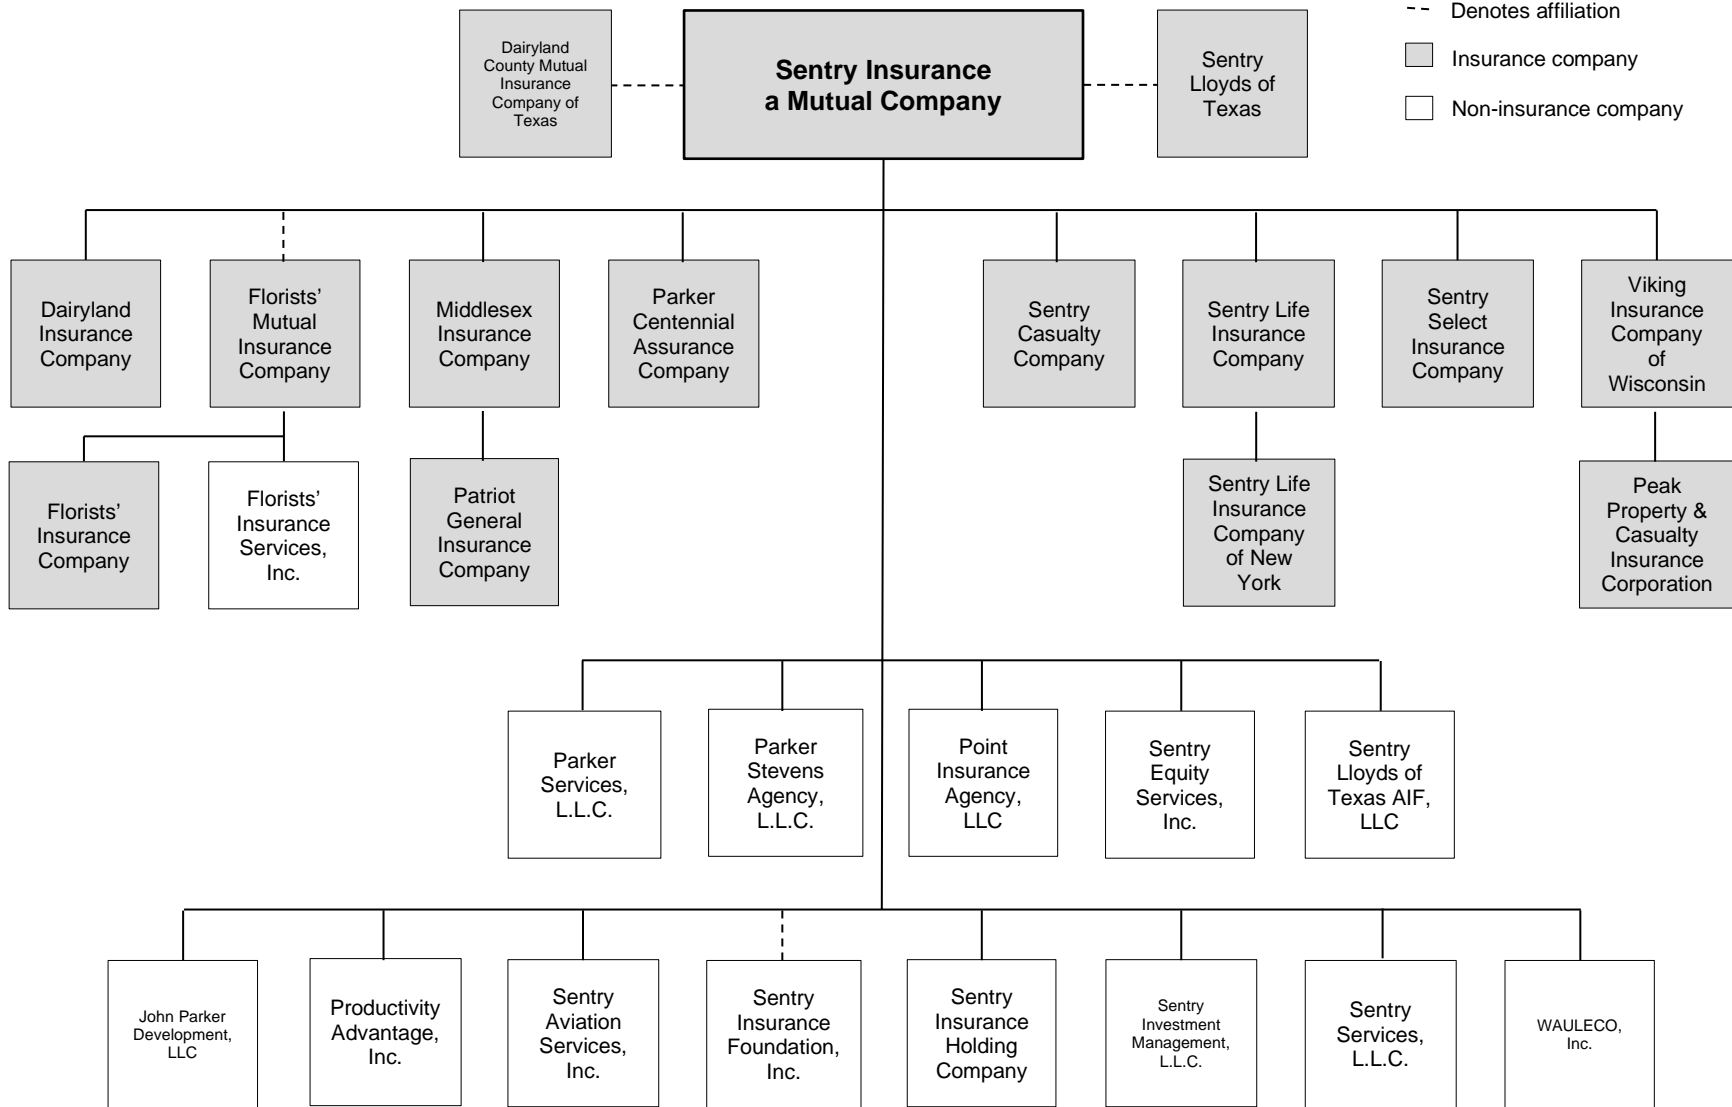 Denotes affiliation
Insurance company
Non-insurance company
Dairyland
County Mutual
Insurance
Company of
Texas
Sentry Insurance
a Mutual Company
Sentry
Lloyds of
Texas
Dairyland
Insurance
Company
Florists’
Mutual
Insurance
Company
Middlesex
Insurance
Company
Parker
Centennial
Assurance
Company
Sentry
Casualty
Company
Sentry Life
Insurance
Company
Sentry
Select
Insurance
Company
Viking
Insurance
Company
of
Wisconsin
Florists’
Insurance
Company
Florists’
Insurance
Services,
Inc.
Patriot
General
Insurance
Company
Sentry Life
Insurance
Company
of New
York
Peak
Property &
Casualty
Insurance
Corporation
Parker
Services,
L.L.C.
Parker
Stevens
Agency,
L.L.C.
Point
Insurance
Agency,
LLC
Sentry
Equity
Services,
Inc.
Sentry
Lloyds of
Texas AIF,
LLC
John Parker
Development,
LLC
Productivity
Advantage,
Inc.
Sentry
Aviation
Services,
Inc.
Sentry
Insurance
Foundation,
Inc.
Sentry
Insurance
Holding
Company
Sentry
Investment
Management,
L.L.C.
Sentry
Services,
L.L.C.
WAULECO,
Inc.